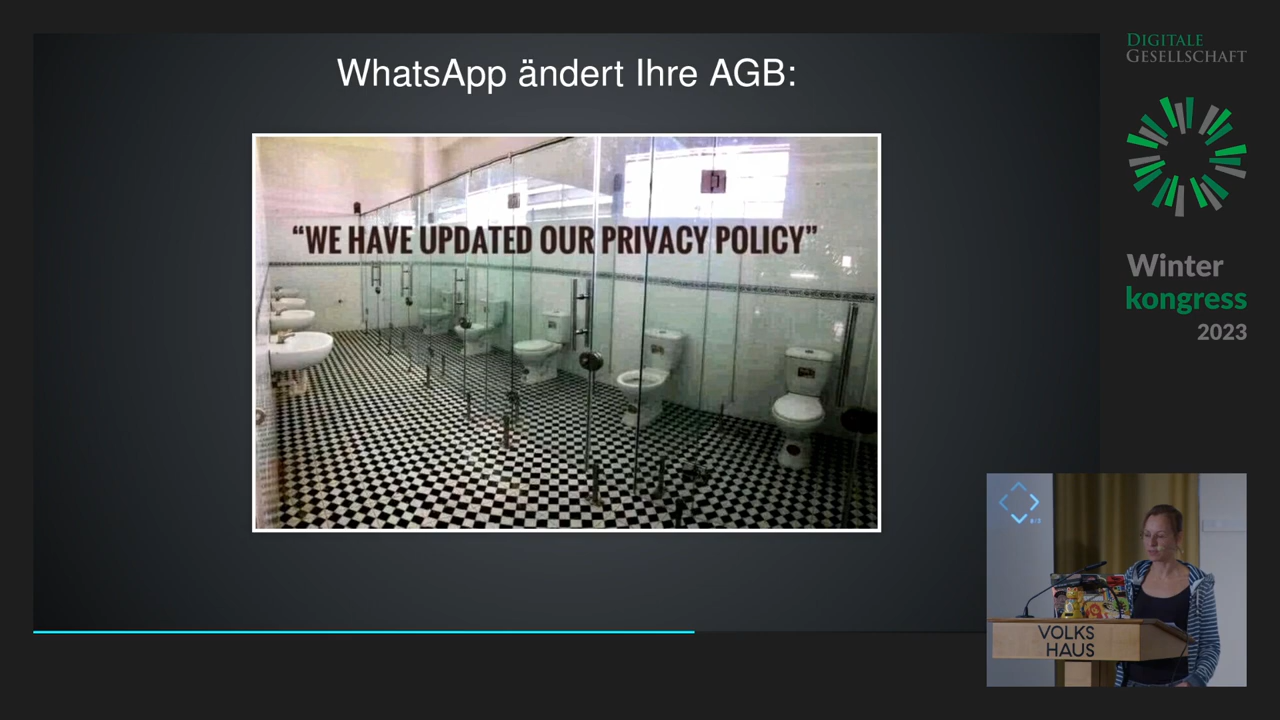 WhatsApp ändert Ihre AGB:
“WE HAVE UPDATED OUR PRIVACY POLICY”
DIGITALE
GESELLSCHAFT
Winter
kongress
2023
VOLKS
HAUS